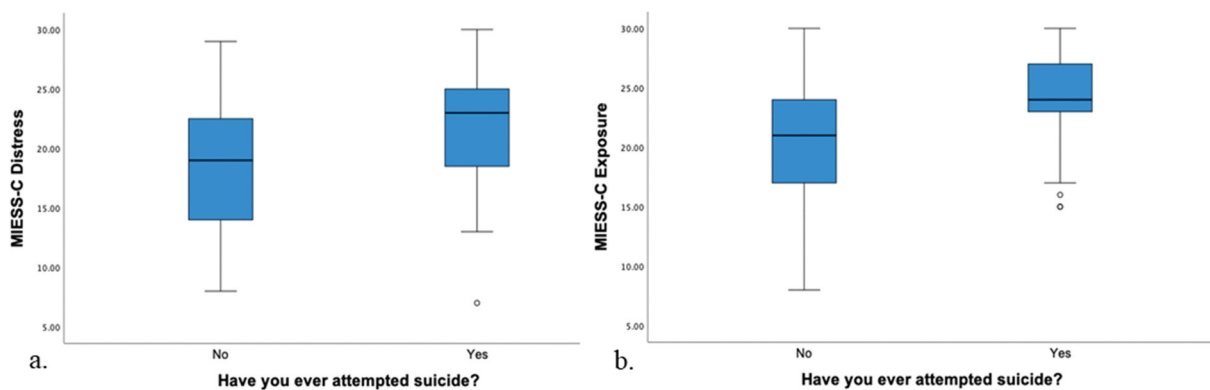 30.00
25.00
20.00
15.00
10.00
5.00
MIESS-C Distress
No
Yes
Have you ever attempted suicide?
a.
30.00
25.00
20.00
15.00
10.00
5.00
MIESS-C Exposure
No
Yes
Have you ever attempted suicide?
b.